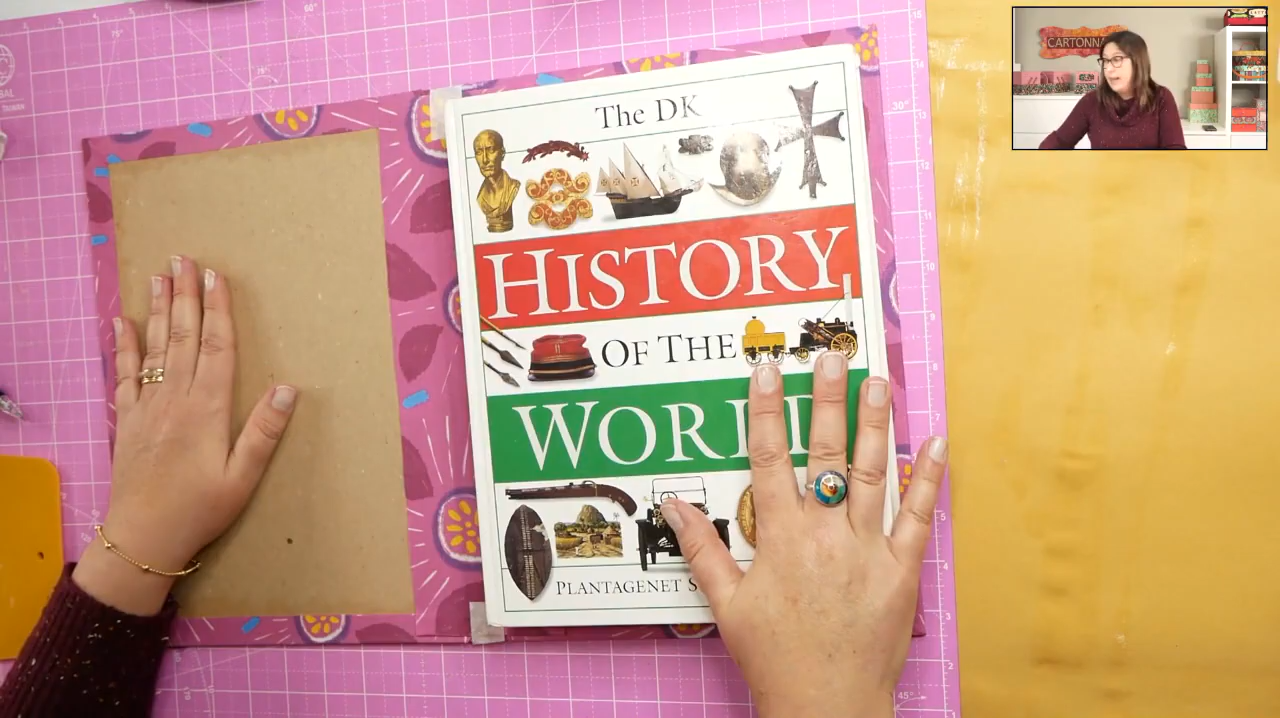 The DK
HISTORY
OF THE
WORLD
PLANTAGENET
CARTONNA